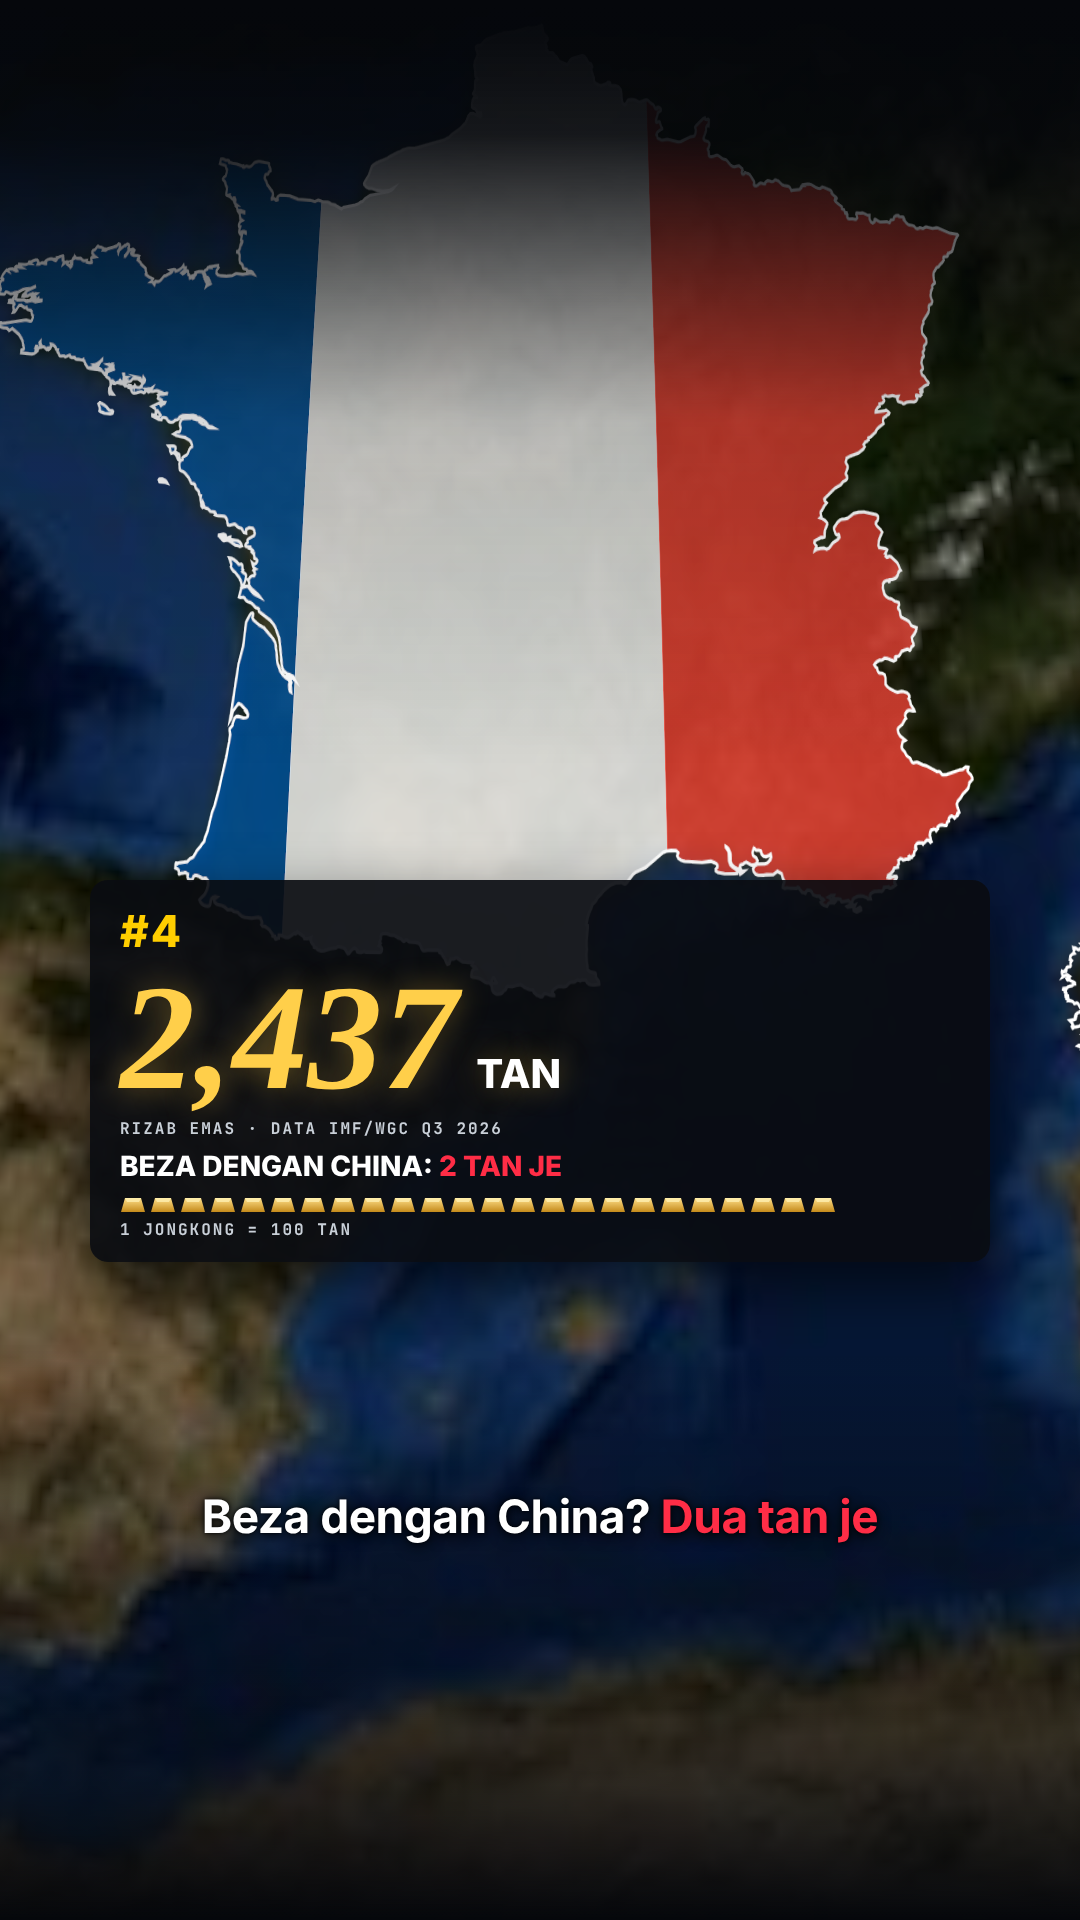 #4
2,437 TAN
RIZAB EMAS · DATA IMF/WGC Q3 2026
BEZA DENGAN CHINA: 2 TAN JE
1 JONGKONG = 100 TAN
Beza dengan China? Dua tan je